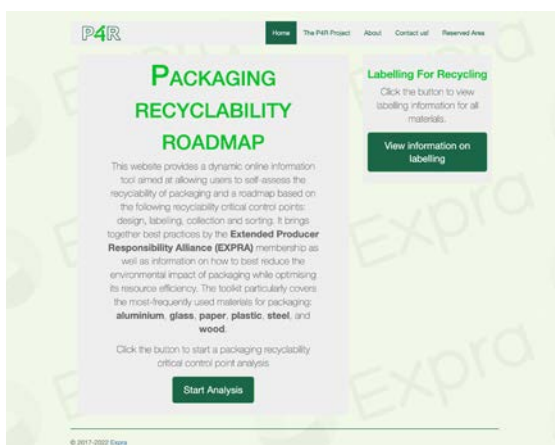 P4R
Home The P4R Project About Contact us! Reserved Area
PACKAGING
RECYCLABILITY
ROADMAP
This website provides a dynamic online information
tool aimed at allowing users to self-assess the
recyclability of packaging and a roadmap based on
the following recyclability critical control points:
design, labeling, collection and sorting. It brings
together best practices by the Extended Producer
Responsibility Alliance (EXPRA) membership as
well as information on how to best reduce the
environmental impact of packaging while optimising
its resource efficiency. The toolkit particularly covers
the most-frequently used materials for packaging:
aluminium, glass, paper, plastic, steel, and
wood.
Click the button to start a packaging recyclability
critical control point analysis
Start Analysis
Labelling For Recycling
Click the button to view
labelling information for all
materials.
View information on
labelling
Expra
Expra
Expra
© 2017-2022 Expra